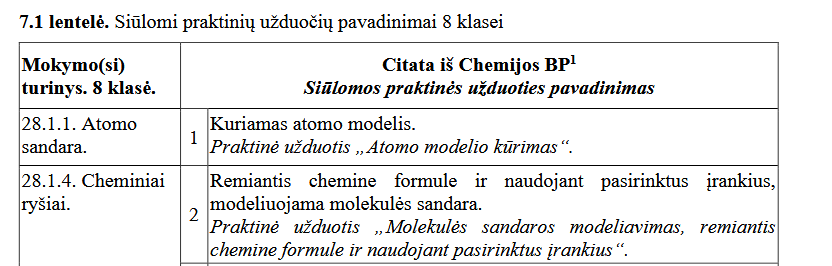 7.1 lentelė. Siūlomi praktinių užduočių pavadinimai 8 klasei
Mokymo(si)
turinys. 8 klasė.
Citata iš Chemijos BP¹
Siūlomos praktinės užduoties pavadinimas
28.1.1. Atomo
sandara.
1
Kuriamas atomo modelis.
Praktinė užduotis „Atomo modelio kūrimas“.
28.1.4. Cheminiai
ryšiai.
2
Remiantis chemine formule ir naudojant pasirinktus įrankius,
modeliuojama molekulės sandara.
Praktinė užduotis „Molekulės sandaros modeliavimas, remiantis
chemine formule ir naudojant pasirinktus įrankius“.